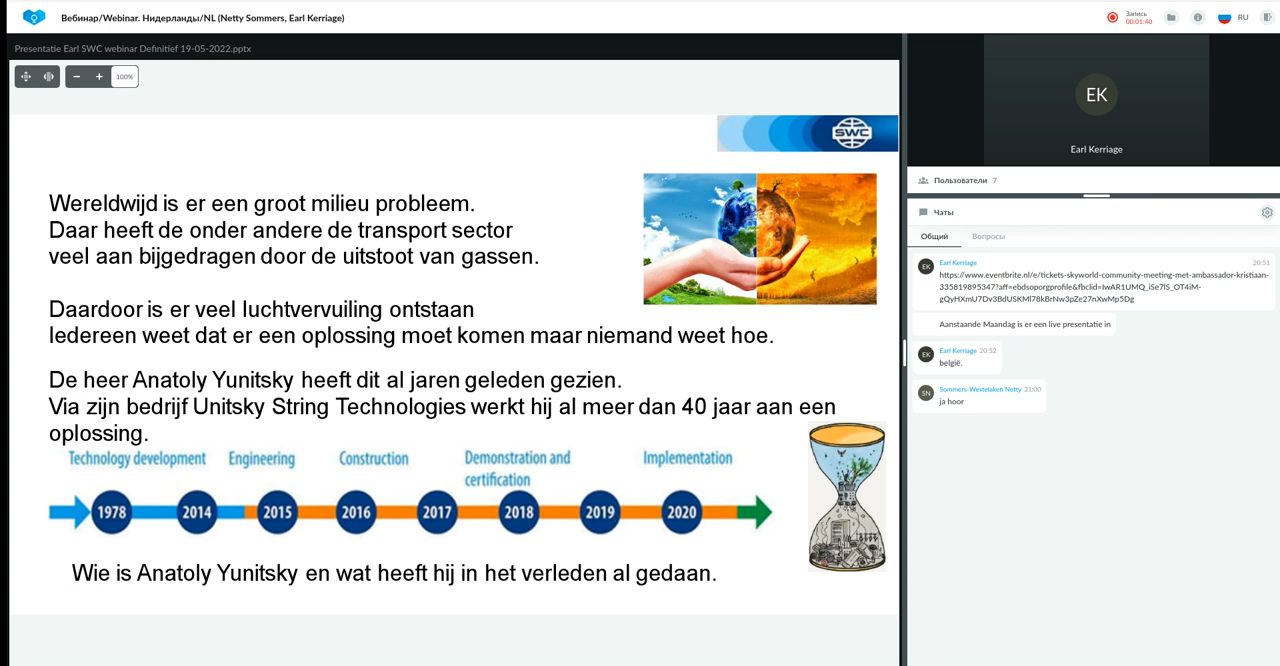 Вебинар/Webinar. Нидерланды/NL (Netty Sommers, Earl Kerriage)
Запись
00:01:40
RU
Presentatie Earl SWC webinar Definitief 19-05-2022.pptx
100%
SWC
Wereldwijd is er een groot milieu probleem.
Daar heeft de onder andere de transport sector
veel aan bijgedragen door de uitstoot van gassen.
Daardoor is er veel luchtvervuiling ontstaan
Iedereen weet dat er een oplossing moet komen maar niemand weet hoe.
De heer Anatoly Yunitsky heeft dit al jaren geleden gezien.
Via zijn bedrijf Unitsky String Technologies werkt hij al meer dan 40 jaar aan een
oplossing.
Technology development Engineering Construction Demonstration and Implementation
certification
1978 2014 2015 2016 2017 2018 2019 2020
Wie is Anatoly Yunitsky en wat heeft hij in het verleden al gedaan.
EK
Earl Kerriage
Пользователи 7
Чаты
Общий Вопросы
EK Earl Kerriage 20:51
https://www.eventbrite.nl/e/tickets-skyworld-community-meeting-met-ambassador-kristiaan-
335819895347?aff=ebdsoporgprofile&fbclid=IwAR1UMQ_iSe7lS_OT4iM-
gQyHXmU7Dv3BdUSKMl78kBrNw3pZe27nXwMp5Dg
Aanstaande Maandag is er een live presentatie in
EK Earl Kerriage 20:52
belgië.
SN Sommers-Westelaken Netty 21:00
ja hoor